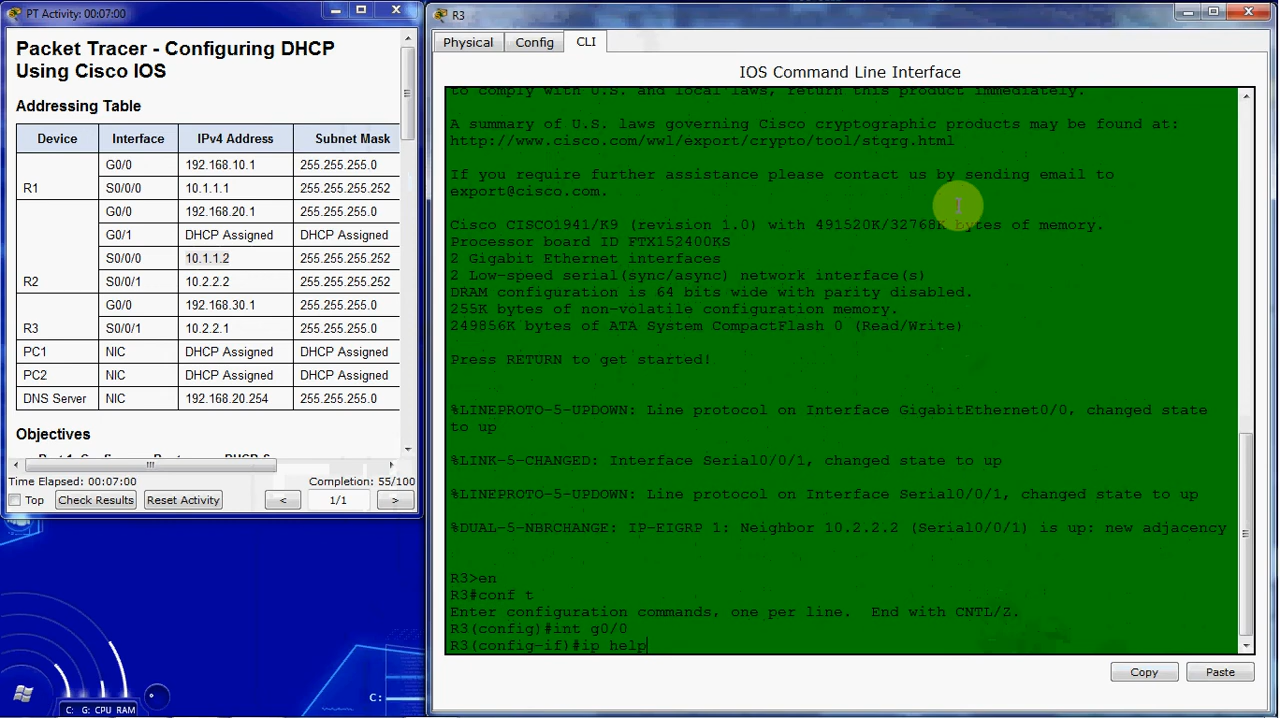 PT Activity: 00:07:00
Packet Tracer - Configuring DHCP
Using Cisco IOS
Addressing Table
Device Interface IPv4 Address Subnet Mask
R1 G0/0 192.168.10.1 255.255.255.0
S0/0/0 10.1.1.1 255.255.255.252
R2 G0/0 192.168.20.1 255.255.255.0
G0/1 DHCP Assigned DHCP Assigned
S0/0/0 10.1.1.2 255.255.255.252
S0/0/1 10.2.2.2 255.255.255.252
R3 G0/0 192.168.30.1 255.255.255.0
S0/0/1 10.2.2.1 255.255.255.252
PC1 NIC DHCP Assigned DHCP Assigned
PC2 NIC DHCP Assigned DHCP Assigned
DNS Server NIC 192.168.20.254 255.255.255.0
Objectives
Time Elapsed: 00:07:00 Completion: 55/100
Top Check Results Reset Activity < 1/1 >
C: G: CPU RAM
C:
R3
Physical Config CLI
IOS Command Line Interface
to comply with U.S. and local laws, return this product immediately.
A summary of U.S. laws governing Cisco cryptographic products may be found at:
http://www.cisco.com/wwl/export/crypto/tool/stqrg.html
If you require further assistance please contact us by sending email to
export@cisco.com.
Cisco CISCO1941/K9 (revision 1.0) with 491520K/32768K bytes of memory.
Processor board ID FTX152400KS
2 Gigabit Ethernet interfaces
2 Low-speed serial(sync/async) network interface(s)
DRAM configuration is 64 bits wide with parity disabled.
255K bytes of non-volatile configuration memory.
249856K bytes of ATA System CompactFlash 0 (Read/Write)
Press RETURN to get started!
%LINEPROTO-5-UPDOWN: Line protocol on Interface GigabitEthernet0/0, changed state
to up
%LINK-5-CHANGED: Interface Serial0/0/1, changed state to up
%LINEPROTO-5-UPDOWN: Line protocol on Interface Serial0/0/1, changed state to up
%DUAL-5-NBRCHANGE: IP-EIGRP 1: Neighbor 10.2.2.2 (Serial0/0/1) is up: new adjacency
R3>en
R3#conf t
Enter configuration commands, one per line. End with CNTL/Z.
R3(config)#int g0/0
R3(config-if)#ip help
Copy Paste